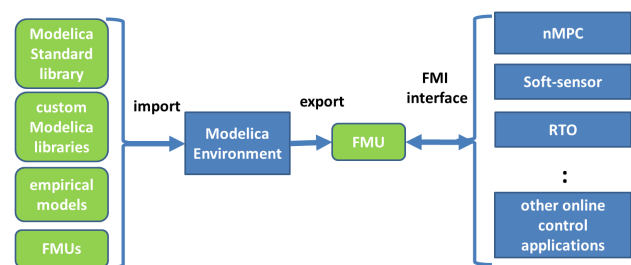 Modelica
Standard
library
custom
Modelica
libraries
empirical
models
FMUs
import
Modelica
Environment
export
FMU
FMI
interface
nMPC
Soft-sensor
RTO
:
other online
control
applications